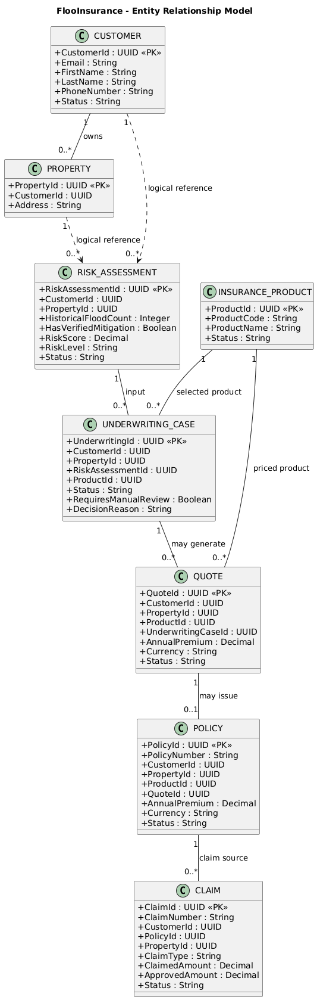 FlooInsurance - Entity Relationship Model
C CUSTOMER
+CustomerId : UUID «PK»
+Email : String
+FirstName : String
+LastName : String
+PhoneNumber : String
+Status : String
1
1
owns
0..*
C PROPERTY
+PropertyId : UUID «PK»
+CustomerId : UUID
+Address : String
logical reference
1
logical reference
0..*
0..*
C RISK_ASSESSMENT
+RiskAssessmentId : UUID «PK»
+CustomerId : UUID
+PropertyId : UUID
+HistoricalFloodCount : Integer
+HasVerifiedMitigation : Boolean
+RiskScore : Decimal
+RiskLevel : String
+Status : String
C INSURANCE_PRODUCT
+ProductId : UUID «PK»
+ProductCode : String
+ProductName : String
+Status : String
1
1
1
input
selected product
0..*
0..*
C UNDERWRITING_CASE
+UnderwritingId : UUID «PK»
+CustomerId : UUID
+PropertyId : UUID
+RiskAssessmentId : UUID
+ProductId : UUID
+Status : String
+RequiresManualReview : Boolean
+DecisionReason : String
priced product
1
may generate
0..*
0..*
C QUOTE
+QuoteId : UUID «PK»
+CustomerId : UUID
+PropertyId : UUID
+ProductId : UUID
+UnderwritingCaseId : UUID
+AnnualPremium : Decimal
+Currency : String
+Status : String
1
may issue
0..1
C POLICY
+PolicyId : UUID «PK»
+PolicyNumber : String
+CustomerId : UUID
+PropertyId : UUID
+ProductId : UUID
+QuoteId : UUID
+AnnualPremium : Decimal
+Currency : String
+Status : String
1
claim source
0..*
C CLAIM
+ClaimId : UUID «PK»
+ClaimNumber : String
+CustomerId : UUID
+PolicyId : UUID
+PropertyId : UUID
+ClaimType : String
+ClaimedAmount : Decimal
+ApprovedAmount : Decimal
+Status : String